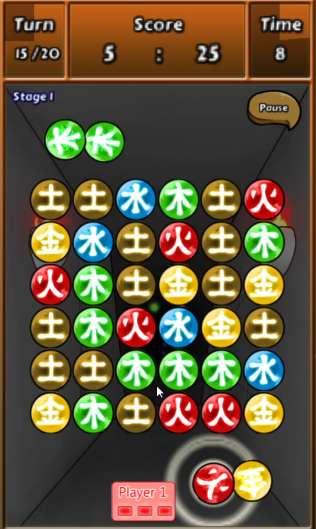 Turn Score Time
15/20 5 : 25 8
Stage 1
Pause
木 木
土 土 水 木 土 火
金 水 土 火 土 木
火 木 土 金 土 金
土 木 火 水 金 土
土 土 木 木 木 水
金 木 土 火 火 金
火 金
Player 1